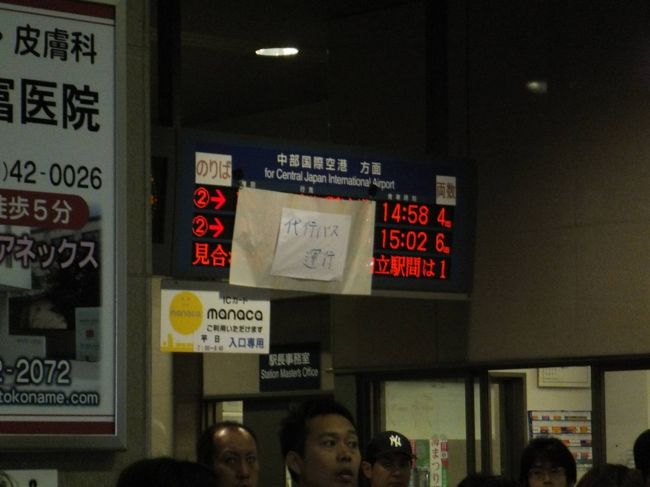 皮膚科
富医院
42-0026
徒歩5分
アネックス
2-2072
tokoname.com
中部国際空港 方面
for Central Japan International Airport
のりば
両数
②→ 14:58 4両
②→ 15:02 6両
見合 立駅間は1
代行バス
運行
ICカード
manaca
manaca
ご利用いただけます
平日 入口専用
駅長事務室
Station Master's Office
NY